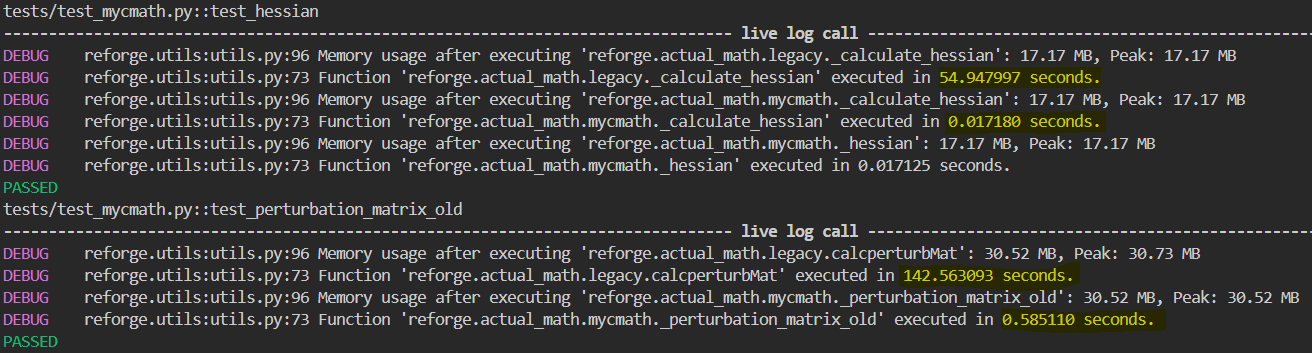 tests/test_mycmath.py::test_hessian
-------------------------------------------------------------------------------- live log call --------------------------------------------------
DEBUG    reforge.utils:utils.py:96 Memory usage after executing 'reforge.actual_math.legacy._calculate_hessian': 17.17 MB, Peak: 17.17 MB
DEBUG    reforge.utils:utils.py:73 Function 'reforge.actual_math.legacy._calculate_hessian' executed in 54.947997 seconds.
DEBUG    reforge.utils:utils.py:96 Memory usage after executing 'reforge.actual_math.mycmath._calculate_hessian': 17.17 MB, Peak: 17.17 MB
DEBUG    reforge.utils:utils.py:73 Function 'reforge.actual_math.mycmath._calculate_hessian' executed in 0.017180 seconds.
DEBUG    reforge.utils:utils.py:96 Memory usage after executing 'reforge.actual_math.mycmath._hessian': 17.17 MB, Peak: 17.17 MB
DEBUG    reforge.utils:utils.py:73 Function 'reforge.actual_math.mycmath._hessian' executed in 0.017125 seconds.
PASSED
tests/test_mycmath.py::test_perturbation_matrix_old
-------------------------------------------------------------------------------- live log call --------------------------------------------------
DEBUG    reforge.utils:utils.py:96 Memory usage after executing 'reforge.actual_math.legacy.calcperturbMat': 30.52 MB, Peak: 30.73 MB
DEBUG    reforge.utils:utils.py:73 Function 'reforge.actual_math.legacy.calcperturbMat' executed in 142.563093 seconds.
DEBUG    reforge.utils:utils.py:96 Memory usage after executing 'reforge.actual_math.mycmath._perturbation_matrix_old': 30.52 MB, Peak: 30.52 MB
DEBUG    reforge.utils:utils.py:73 Function 'reforge.actual_math.mycmath._perturbation_matrix_old' executed in 0.585110 seconds.
PASSED